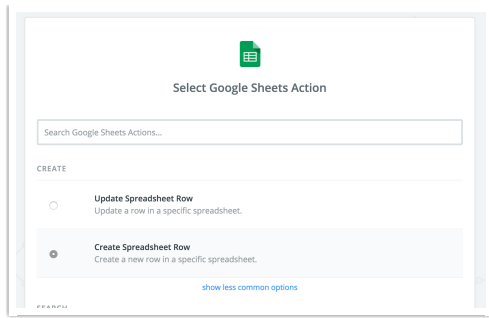 Select Google Sheets Action
Search Google Sheets Actions...
CREATE
Update Spreadsheet Row
Update a row in a specific spreadsheet.
Create Spreadsheet Row
Create a new row in a specific spreadsheet.
show less common options
SEARCH